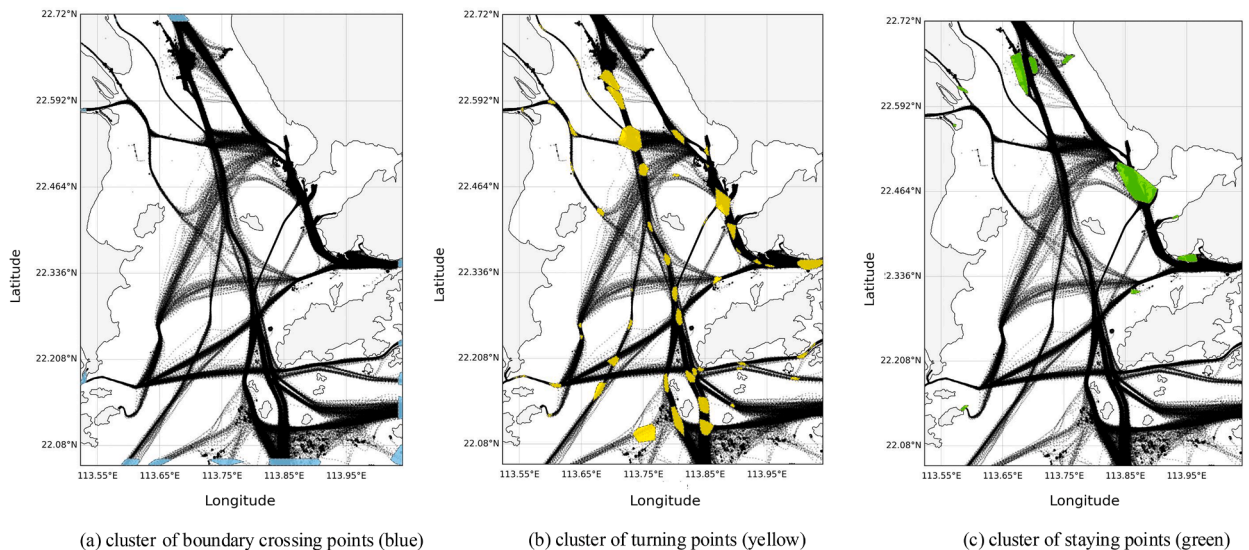 22.72°N
22.592°N
22.464°N
22.336°N
22.208°N
22.08°N
Latitude
113.55°E 113.65°E 113.75°E 113.85°E 113.95°E
Longitude
(a) cluster of boundary crossing points (blue)
22.72°N
22.592°N
22.464°N
22.336°N
22.208°N
22.08°N
Latitude
113.55°E 113.65°E 113.75°E 113.85°E 113.95°E
Longitude
(b) cluster of turning points (yellow)
22.72°N
22.592°N
22.464°N
22.336°N
22.208°N
22.08°N
Latitude
113.55°E 113.65°E 113.75°E 113.85°E 113.95°E
Longitude
(c) cluster of staying points (green)